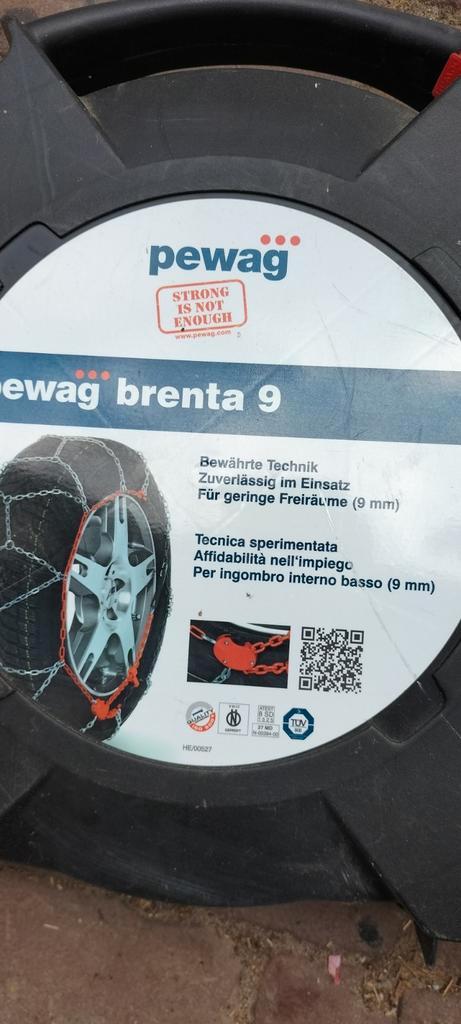 pewag
STRONG
IS NOT
ENOUGH
www.pewag.com
pewag brenta 9
Bewährte Technik
Zuverlässig im Einsatz
Für geringe Freiräume (9 mm)
Tecnica sperimentata
Affidabilità nell'impiego
Per ingombro interno basso (9 mm)
QUALITY
TÜV
HE/00527